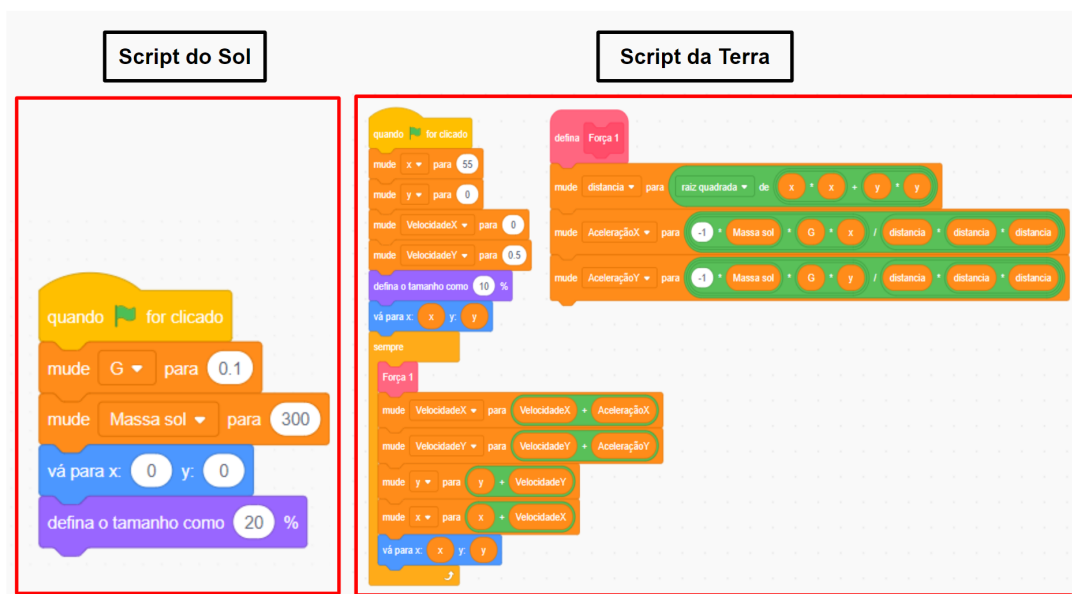 Script do Sol
Script da Terra
quando for clicado
mude G para 0.1
mude Massa sol para 300
vá para x: 0 y: 0
defina o tamanho como 20 %
quando for clicado
mude x para 55
mude y para 0
mude VelocidadeX para 0
mude VelocidadeY para 0.5
defina o tamanho como 10 %
vá para x: x y: y
sempre
Força 1
mude VelocidadeX para VelocidadeX + AceleraçãoX
mude VelocidadeY para VelocidadeY + AceleraçãoY
mude y para y + VelocidadeY
mude x para x + VelocidadeX
vá para x: x y: y
defina Força 1
mude distancia para raiz quadrada de x * x + y * y
mude AceleraçãoX para -1 * Massa sol * G * x / distancia * distancia * distancia
mude AceleraçãoY para -1 * Massa sol * G * y / distancia * distancia * distancia